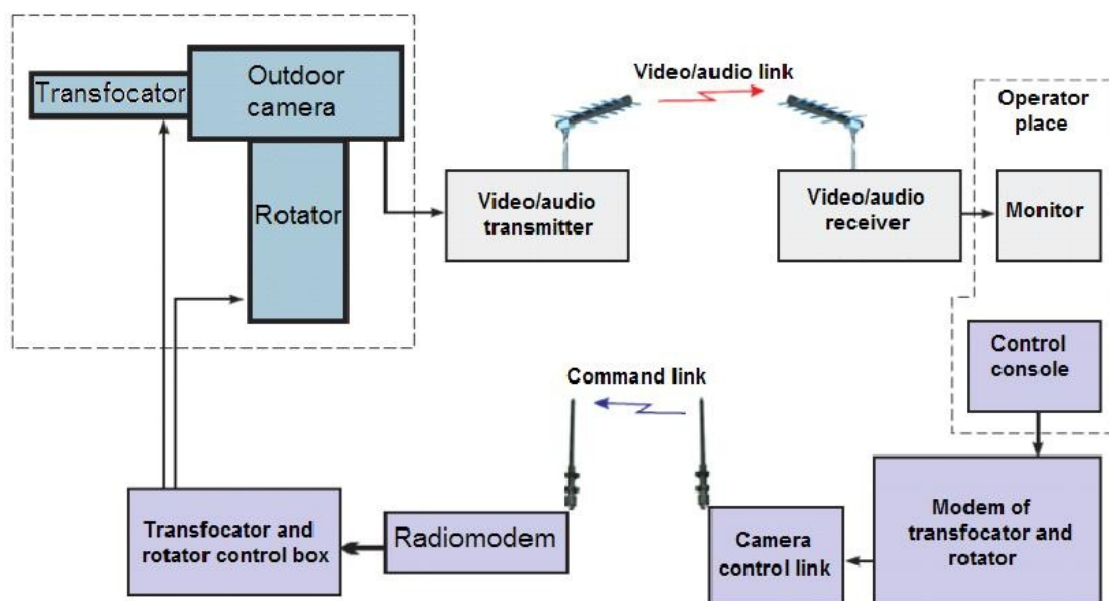 Transfocator
Outdoor
camera
Rotator
Video/audio link
Video/audio
transmitter
Video/audio
receiver
Operator
place
Monitor
Control
console
Command link
Transfocator and
rotator control box
Radiomodem
Camera
control link
Modem of
transfocator and
rotator